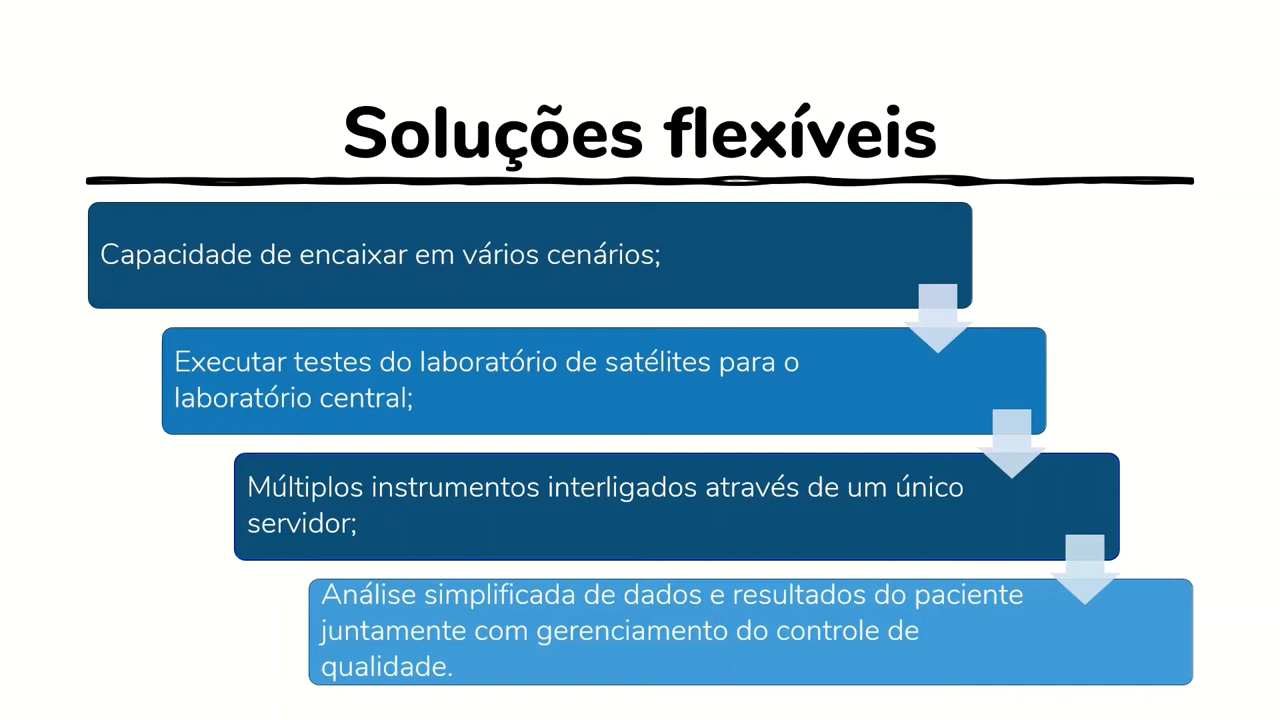 Soluções flexíveis
Capacidade de encaixar em vários cenários;
Executar testes do laboratório de satélites para o
laboratório central;
Múltiplos instrumentos interligados através de um único
servidor;
Análise simplificada de dados e resultados do paciente
juntamente com gerenciamento do controle de
qualidade.